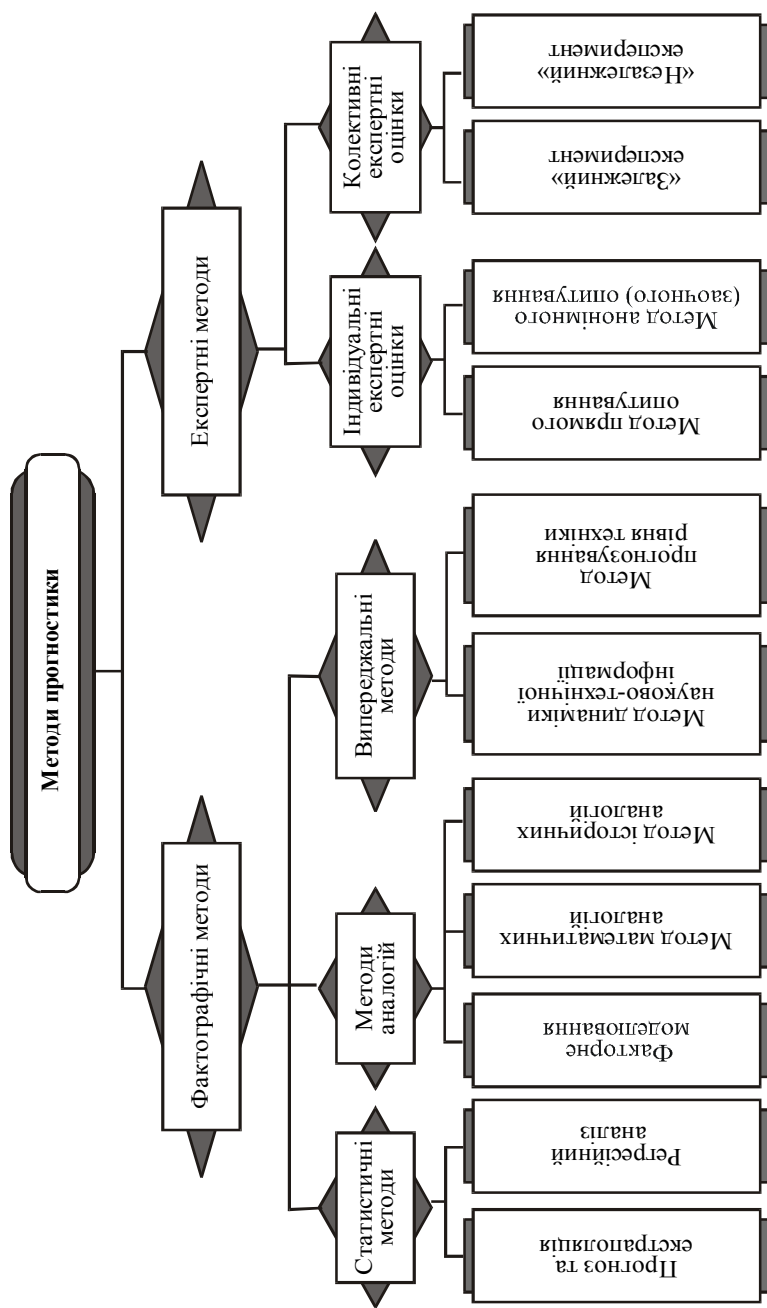 Методи прогностики
Фактографічні методи
Експертні методи
Статистичні
методи
Методи
аналогій
Випереджальні
методи
Індивідуальні
експертні
оцінки
Колективні
експертні
оцінки
Прогноз та
екстраполяція
Регресійний
аналіз
Факторне
моделювання
Метод математичних
аналогій
Метод історичних
аналогій
Метод динаміки
науково-технічної
інформації
Метод
прогнозування
рівня техніки
Метод прямого
опитування
Метод анонімного
(заочного) опитування
«Залежний»
експеримент
«Незалежний»
експеримент